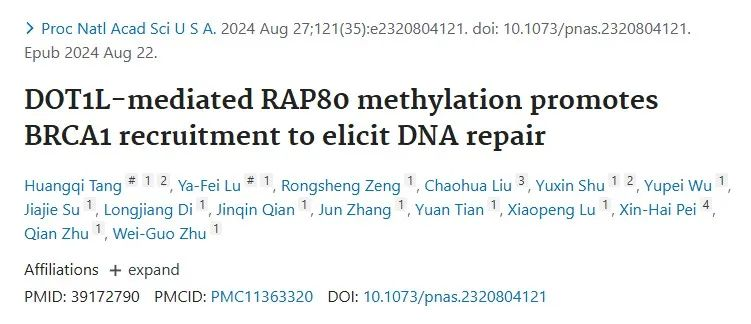 > Proc Natl Acad Sci U S A. 2024 Aug 27;121(35):e2320804121. doi: 10.1073/pnas.2320804121.
Epub 2024 Aug 22.
DOT1L-mediated RAP80 methylation promotes
BRCA1 recruitment to elicit DNA repair
Huangqi Tang # 1 2, Ya-Fei Lu # 1, Rongsheng Zeng 1, Chaohua Liu 3, Yuxin Shu 1 2, Yupei Wu 1,
Jiajie Su 1, Longjiang Di 1, Jinqin Qian 1, Jun Zhang 1, Yuan Tian 1, Xiaopeng Lu 1, Xin-Hai Pei 4,
Qian Zhu 1, Wei-Guo Zhu 1
Affiliations + expand
PMID: 39172790 PMCID: PMC11363320 DOI: 10.1073/pnas.2320804121